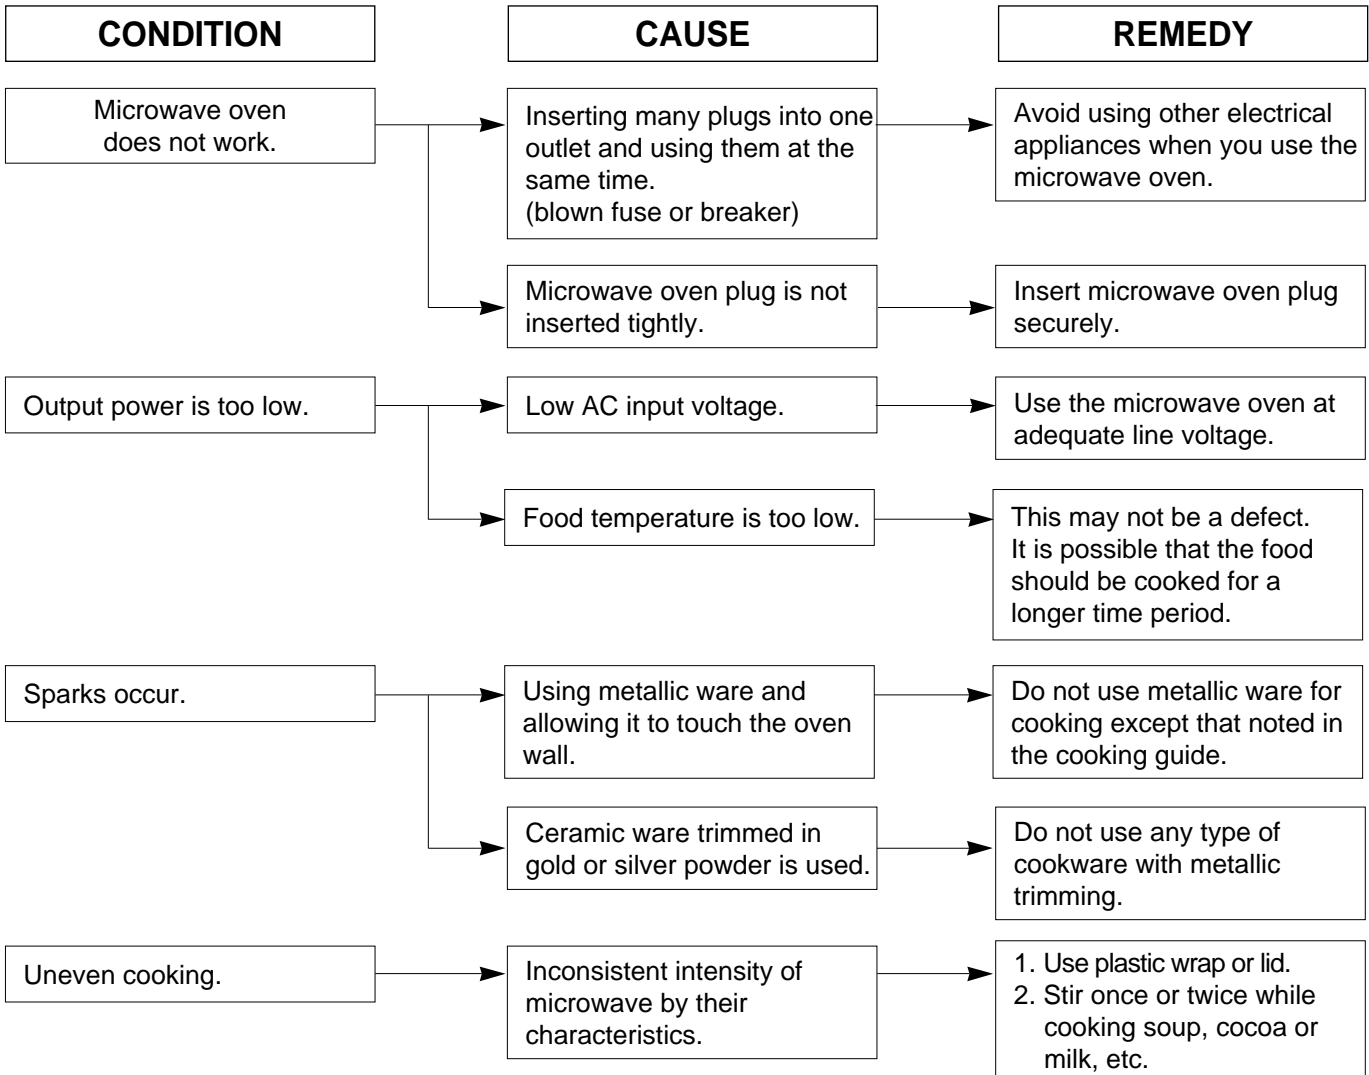 CONDITION
CAUSE
REMEDY
Microwave oven
does not work.
Inserting many plugs into one
outlet and using them at the
same time.
(blown fuse or breaker)
Avoid using other electrical
appliances when you use the
microwave oven.
Microwave oven plug is not
inserted tightly.
Insert microwave oven plug
securely.
Output power is too low.
Low AC input voltage.
Use the microwave oven at
adequate line voltage.
Food temperature is too low.
This may not be a defect.
It is possible that the food
should be cooked for a
longer time period.
Sparks occur.
Using metallic ware and
allowing it to touch the oven
wall.
Do not use metallic ware for
cooking except that noted in
the cooking guide.
Ceramic ware trimmed in
gold or silver powder is used.
Do not use any type of
cookware with metallic
trimming.
Uneven cooking.
Inconsistent intensity of
microwave by their
characteristics.
1. Use plastic wrap or lid.
2. Stir once or twice while
cooking soup, cocoa or
milk, etc.